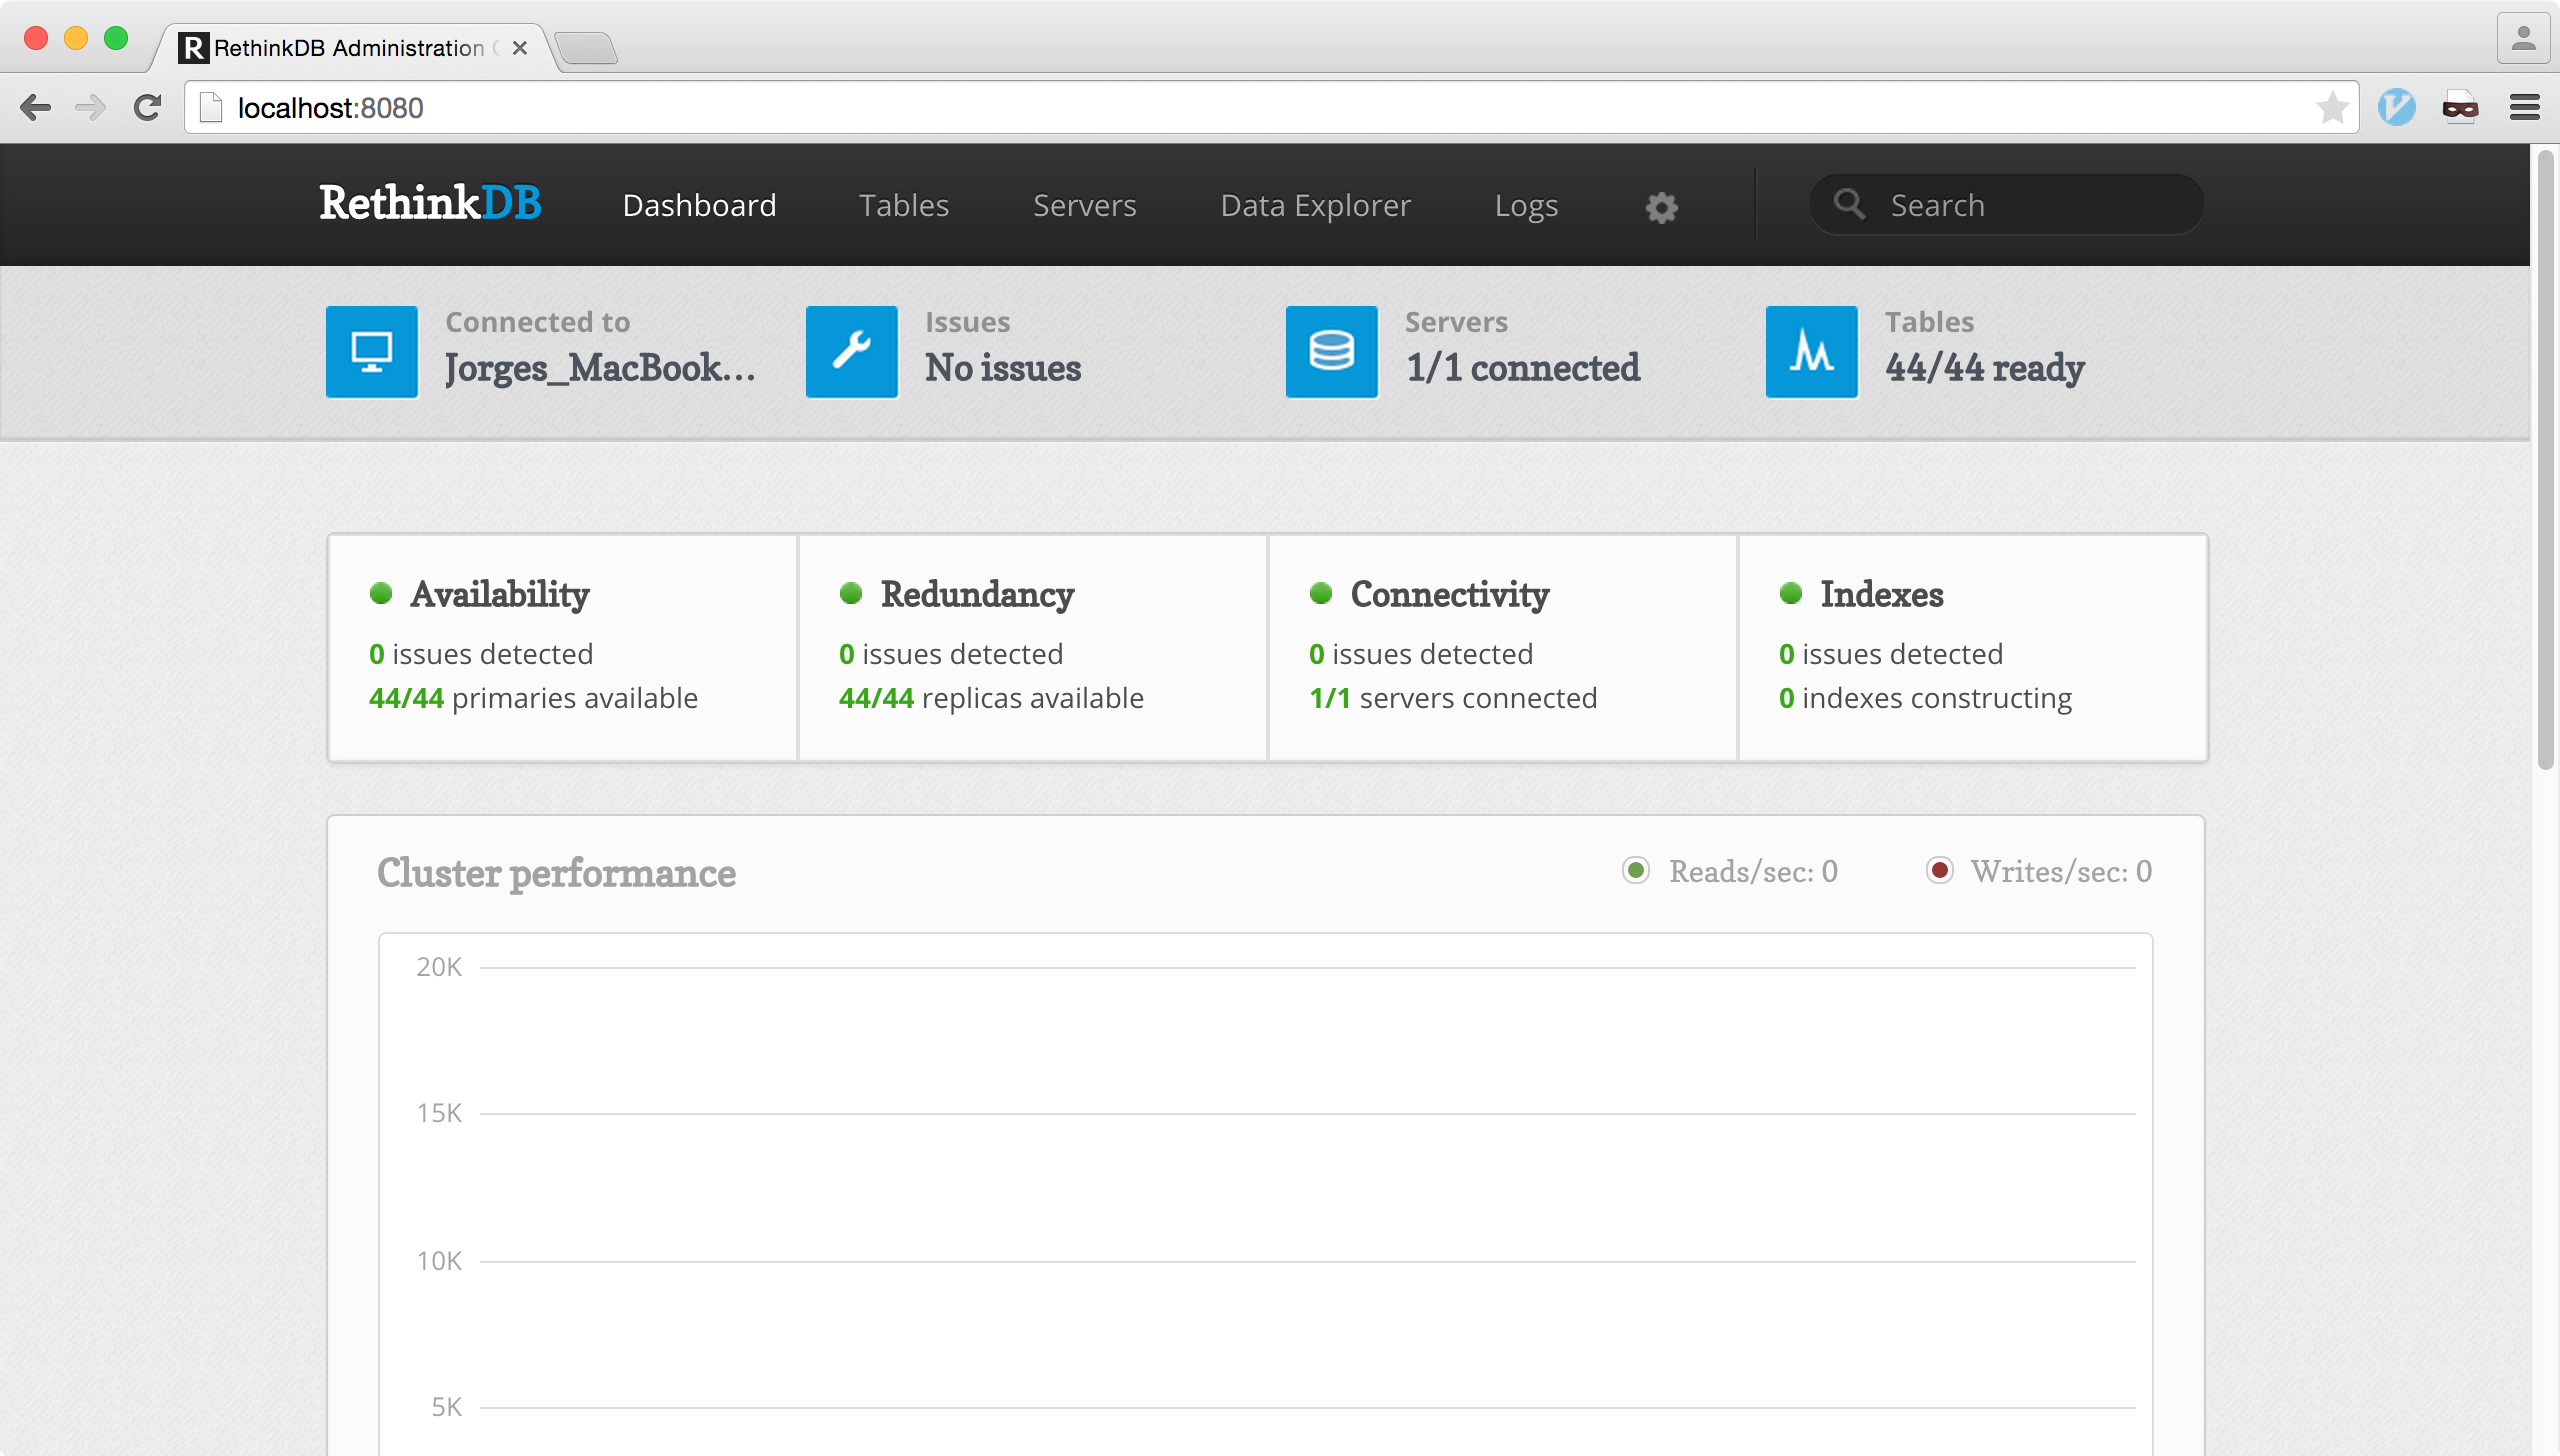 RethinkDB Administration
localhost:8080
RethinkDB Dashboard Tables Servers Data Explorer Logs Search
Connected to
Jorges_MacBook...
Issues
No issues
Servers
1/1 connected
Tables
44/44 ready
Availability
0 issues detected
44/44 primaries available
Redundancy
0 issues detected
44/44 replicas available
Connectivity
0 issues detected
1/1 servers connected
Indexes
0 issues detected
0 indexes constructing
Cluster performance
Reads/sec: 0
Writes/sec: 0
20K
15K
10K
5K